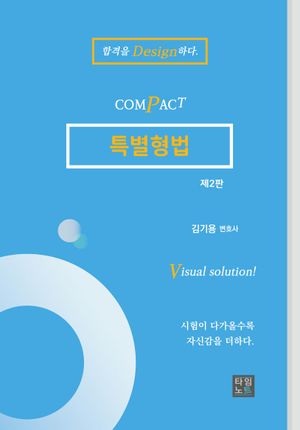 합격을 Design하다.
COMPACT
특별형법
제2판
김기용 변호사
Visual solution!
시험이 다가올수록
자신감을 더하다.
타임
노트